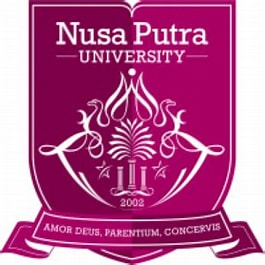 Nusa Putra
UNIVERSITY
2002
AMOR DEUS, PARENTIUM, CONCERVIS